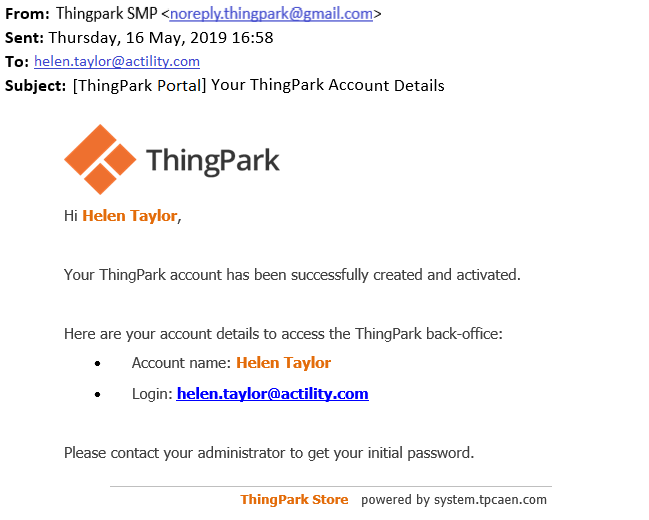 From: Thingpark SMP <noreply.thingpark@gmail.com>
Sent: Thursday, 16 May, 2019 16:58
To: helen.taylor@actility.com
Subject: [ThingPark Portal] Your ThingPark Account Details
ThingPark
Hi Helen Taylor,
Your ThingPark account has been successfully created and activated.
Here are your account details to access the ThingPark back-office:
• Account name: Helen Taylor
• Login: helen.taylor@actility.com
Please contact your administrator to get your initial password.
ThingPark Store powered by system.tpcaen.com